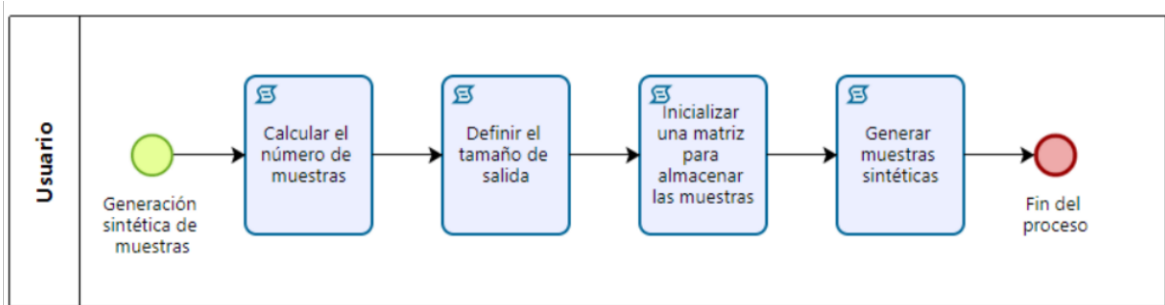 Usuario
Generación
sintética de
muestras
Calcular el
número de
muestras
Definir el
tamaño de
salida
Inicializar
una matriz
para
almacenar
las muestras
Generar
muestras
sintéticas
Fin del
proceso